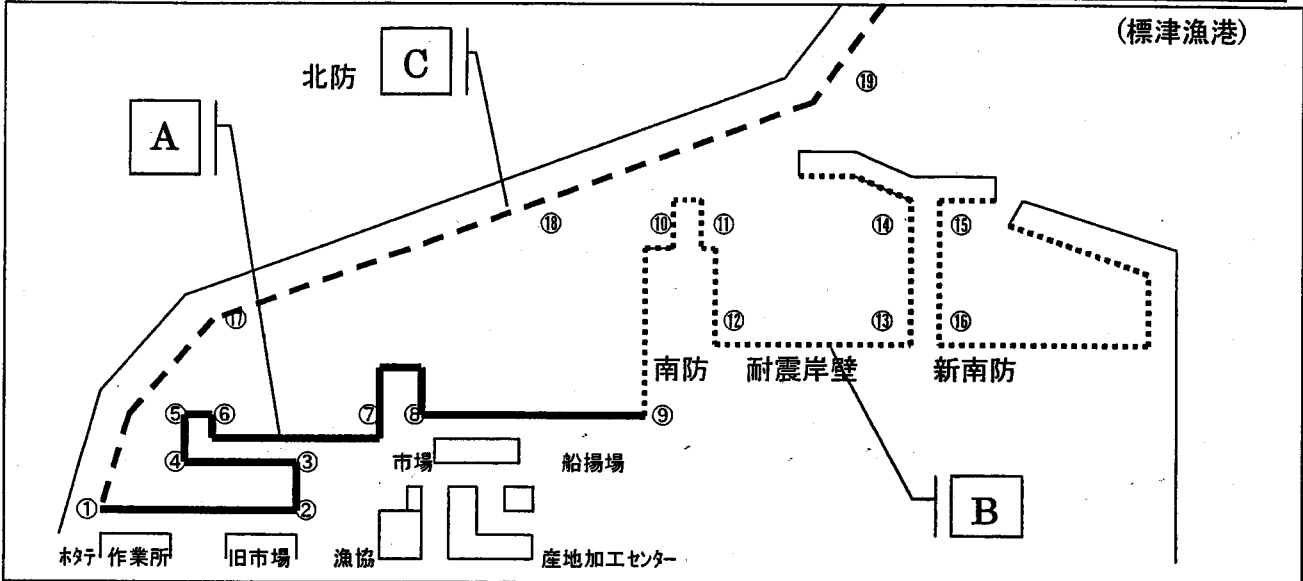 (標津漁港)
北防
C
A
B
⑲
⑱
⑩
⑪
⑭
⑮
⑰
⑫
⑬
⑯
南防
耐震岸壁
新南防
⑤
⑥
⑦
⑧
⑨
④
③
市場
船揚場
①
②
ホタテ 作業所
旧市場
漁協
産地加工センター